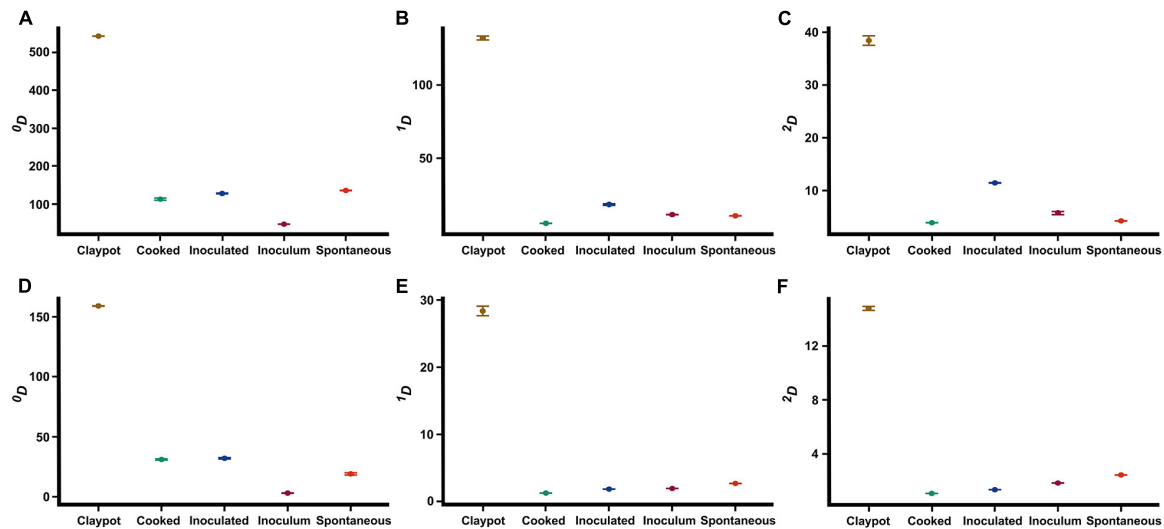 A
500
400
300
200
100
⁰D
Claypot Cooked Inoculated Inoculum Spontaneous
B
100
50
¹D
Claypot Cooked Inoculated Inoculum Spontaneous
C
40
30
20
10
²D
Claypot Cooked Inoculated Inoculum Spontaneous
D
150
100
50
0
⁰D
Claypot Cooked Inoculated Inoculum Spontaneous
E
30
20
10
0
¹D
Claypot Cooked Inoculated Inoculum Spontaneous
F
12
8
4
²D
Claypot Cooked Inoculated Inoculum Spontaneous